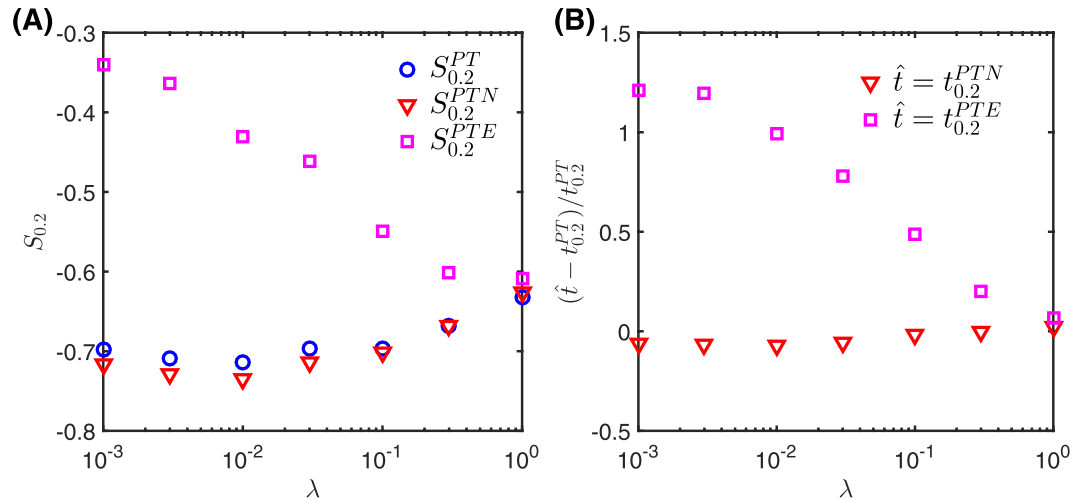 (A)
-0.3
-0.4
-0.5
-0.6
-0.7
-0.8
S_{0.2}
S_{0.2}^{PT}
S_{0.2}^{PTN}
S_{0.2}^{PTE}
10^{-3} 10^{-2} 10^{-1} 10^{0}
λ
(B)
1.5
1
0.5
0
-0.5
(t̂ − t_{0.2}^{PT})/t_{0.2}^{PT}
t̂ = t_{0.2}^{PTN}
t̂ = t_{0.2}^{PTE}
10^{-3} 10^{-2} 10^{-1} 10^{0}
λ